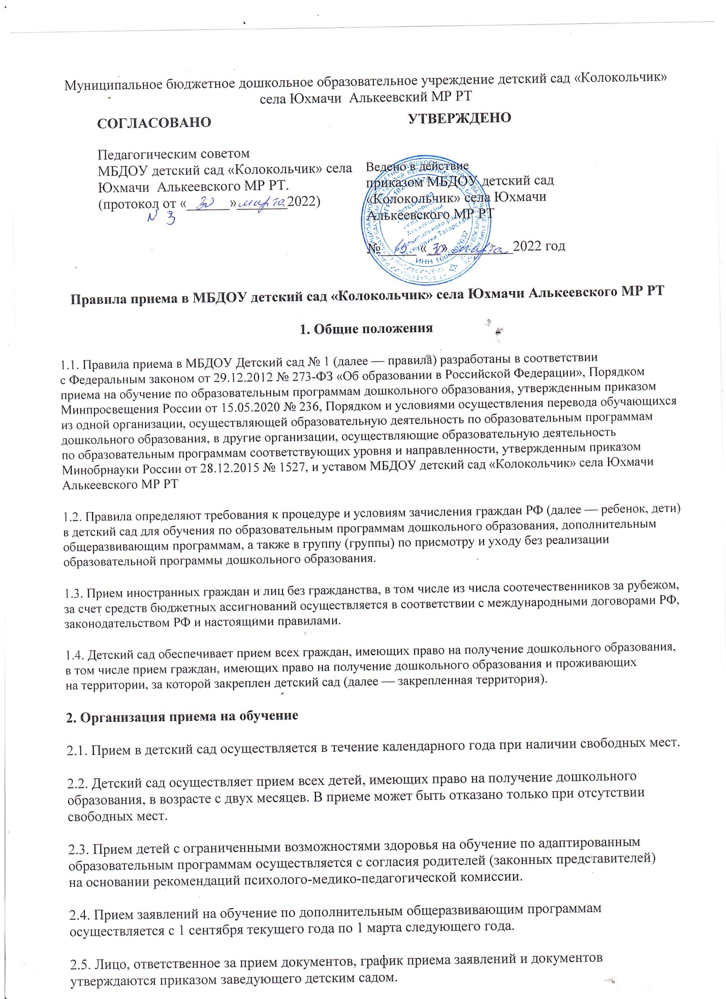 Муниципальное бюджетное дошкольное образовательное учреждение детский сад «Колокольчик»
села Юхмачи Алькеевский МР РТ
СОГЛАСОВАНО
Педагогическим советом
МБДОУ детский сад «Колокольчик» села
Юхмачи Алькеевского МР РТ.
(протокол от «30» марта 2022)
№ 3
УТВЕРЖДЕНО
Ведено в действие
приказом МБДОУ детский сад
«Колокольчик» села Юхмачи
Алькеевского МР РТ
№ «30» марта 2022 год
ИНН 1606002632
Правила приема в МБДОУ детский сад «Колокольчик» села Юхмачи Алькеевского МР РТ
1. Общие положения
1.1. Правила приема в МБДОУ Детский сад № 1 (далее — правила) разработаны в соответствии
с Федеральным законом от 29.12.2012 № 273-ФЗ «Об образовании в Российской Федерации», Порядком
приема на обучение по образовательным программам дошкольного образования, утвержденным приказом
Минпросвещения России от 15.05.2020 № 236, Порядком и условиями осуществления перевода обучающихся
из одной организации, осуществляющей образовательную деятельность по образовательным программам
дошкольного образования, в другие организации, осуществляющие образовательную деятельность
по образовательным программам соответствующих уровня и направленности, утвержденным приказом
Минобрнауки России от 28.12.2015 № 1527, и уставом МБДОУ детский сад «Колокольчик» села Юхмачи
Алькеевского МР РТ
1.2. Правила определяют требования к процедуре и условиям зачисления граждан РФ (далее — ребенок, дети)
в детский сад для обучения по образовательным программам дошкольного образования, дополнительным
общеразвивающим программам, а также в группу (группы) по присмотру и уходу без реализации
образовательной программы дошкольного образования.
1.3. Прием иностранных граждан и лиц без гражданства, в том числе из числа соотечественников за рубежом,
за счет средств бюджетных ассигнований осуществляется в соответствии с международными договорами РФ,
законодательством РФ и настоящими правилами.
1.4. Детский сад обеспечивает прием всех граждан, имеющих право на получение дошкольного образования,
в том числе прием граждан, имеющих право на получение дошкольного образования и проживающих
на территории, за которой закреплен детский сад (далее — закрепленная территория).
2. Организация приема на обучение
2.1. Прием в детский сад осуществляется в течение календарного года при наличии свободных мест.
2.2. Детский сад осуществляет прием всех детей, имеющих право на получение дошкольного
образования, в возрасте с двух месяцев. В приеме может быть отказано только при отсутствии
свободных мест.
2.3. Прием детей с ограниченными возможностями здоровья на обучение по адаптированным
образовательным программам осуществляется с согласия родителей (законных представителей)
на основании рекомендаций психолого-медико-педагогической комиссии.
2.4. Прием заявлений на обучение по дополнительным общеразвивающим программам
осуществляется с 1 сентября текущего года по 1 марта следующего года.
2.5. Лицо, ответственное за прием документов, график приема заявлений и документов
утверждаются приказом заведующего детским садом.